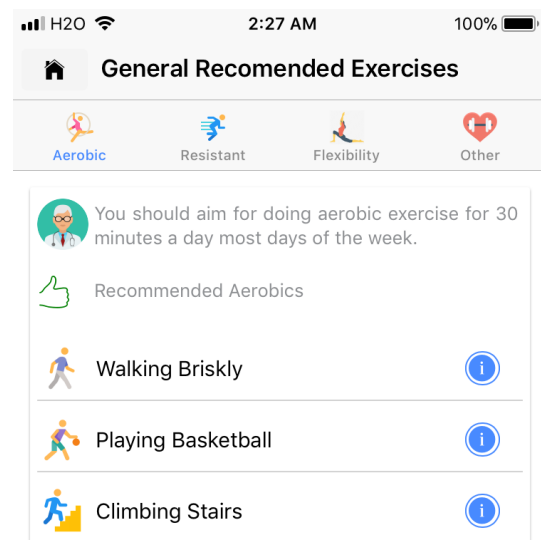 H2O 2:27 AM 100%
General Recomended Exercises
Aerobic Resistant Flexibility Other
You should aim for doing aerobic exercise for 30
minutes a day most days of the week.
Recommended Aerobics
Walking Briskly i
Playing Basketball i
Climbing Stairs i